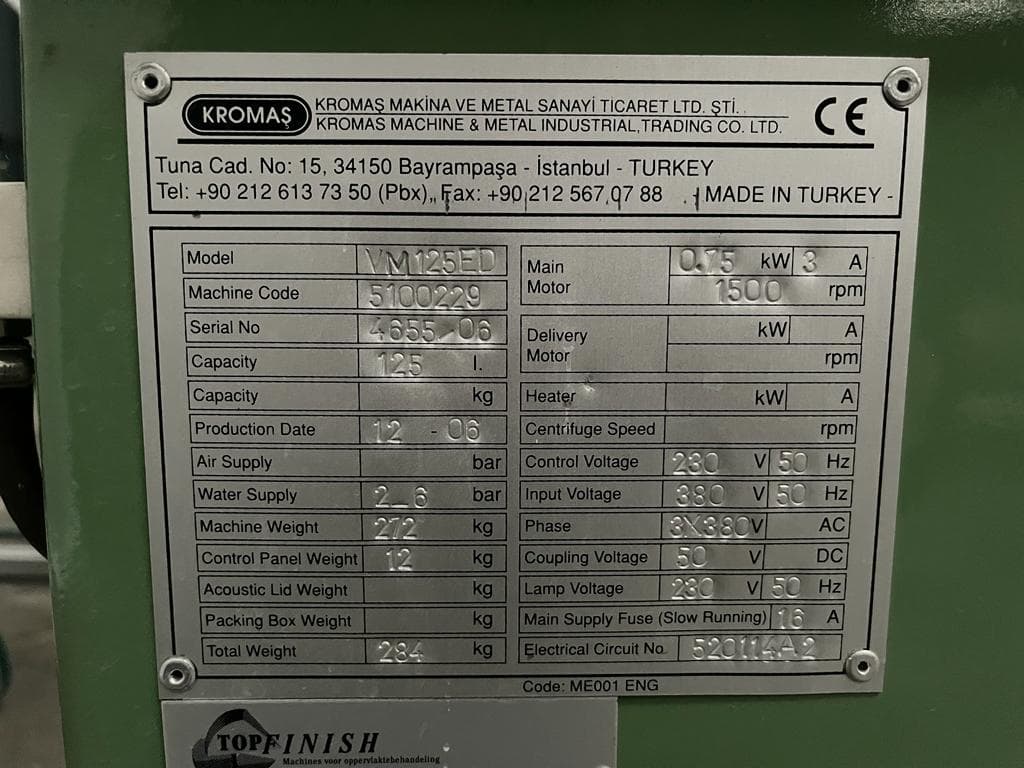 KROMAŞ
KROMAŞ MAKİNA VE METAL SANAYİ TİCARET LTD. ŞTİ.
KROMAS MACHINE & METAL INDUSTRIAL,TRADING CO. LTD.
CE
Tuna Cad. No: 15, 34150 Bayrampaşa - İstanbul - TURKEY
Tel: +90 212 613 73 50 (Pbx), Fax: +90 212 567 07 88 - MADE IN TURKEY -
Model VM125ED
Machine Code 5100229
Serial No 4655-06
Capacity 125 l.
Capacity kg
Production Date 12 - 06
Air Supply bar
Water Supply 2_6 bar
Machine Weight 272 kg
Control Panel Weight 12 kg
Acoustic Lid Weight kg
Packing Box Weight kg
Total Weight 284 kg
Main Motor 0.75 kW 3 A
1500 rpm
Delivery Motor kW A
rpm
Heater kW A
Centrifuge Speed rpm
Control Voltage 230 V 50 Hz
Input Voltage 380 V 50 Hz
Phase 3X380V AC
Coupling Voltage 50 V DC
Lamp Voltage 230 V 50 Hz
Main Supply Fuse (Slow Running) 16 A
Electrical Circuit No 520114A2
Code: ME001 ENG
TOPFINISH
Machines voor oppervlaktebehandeling